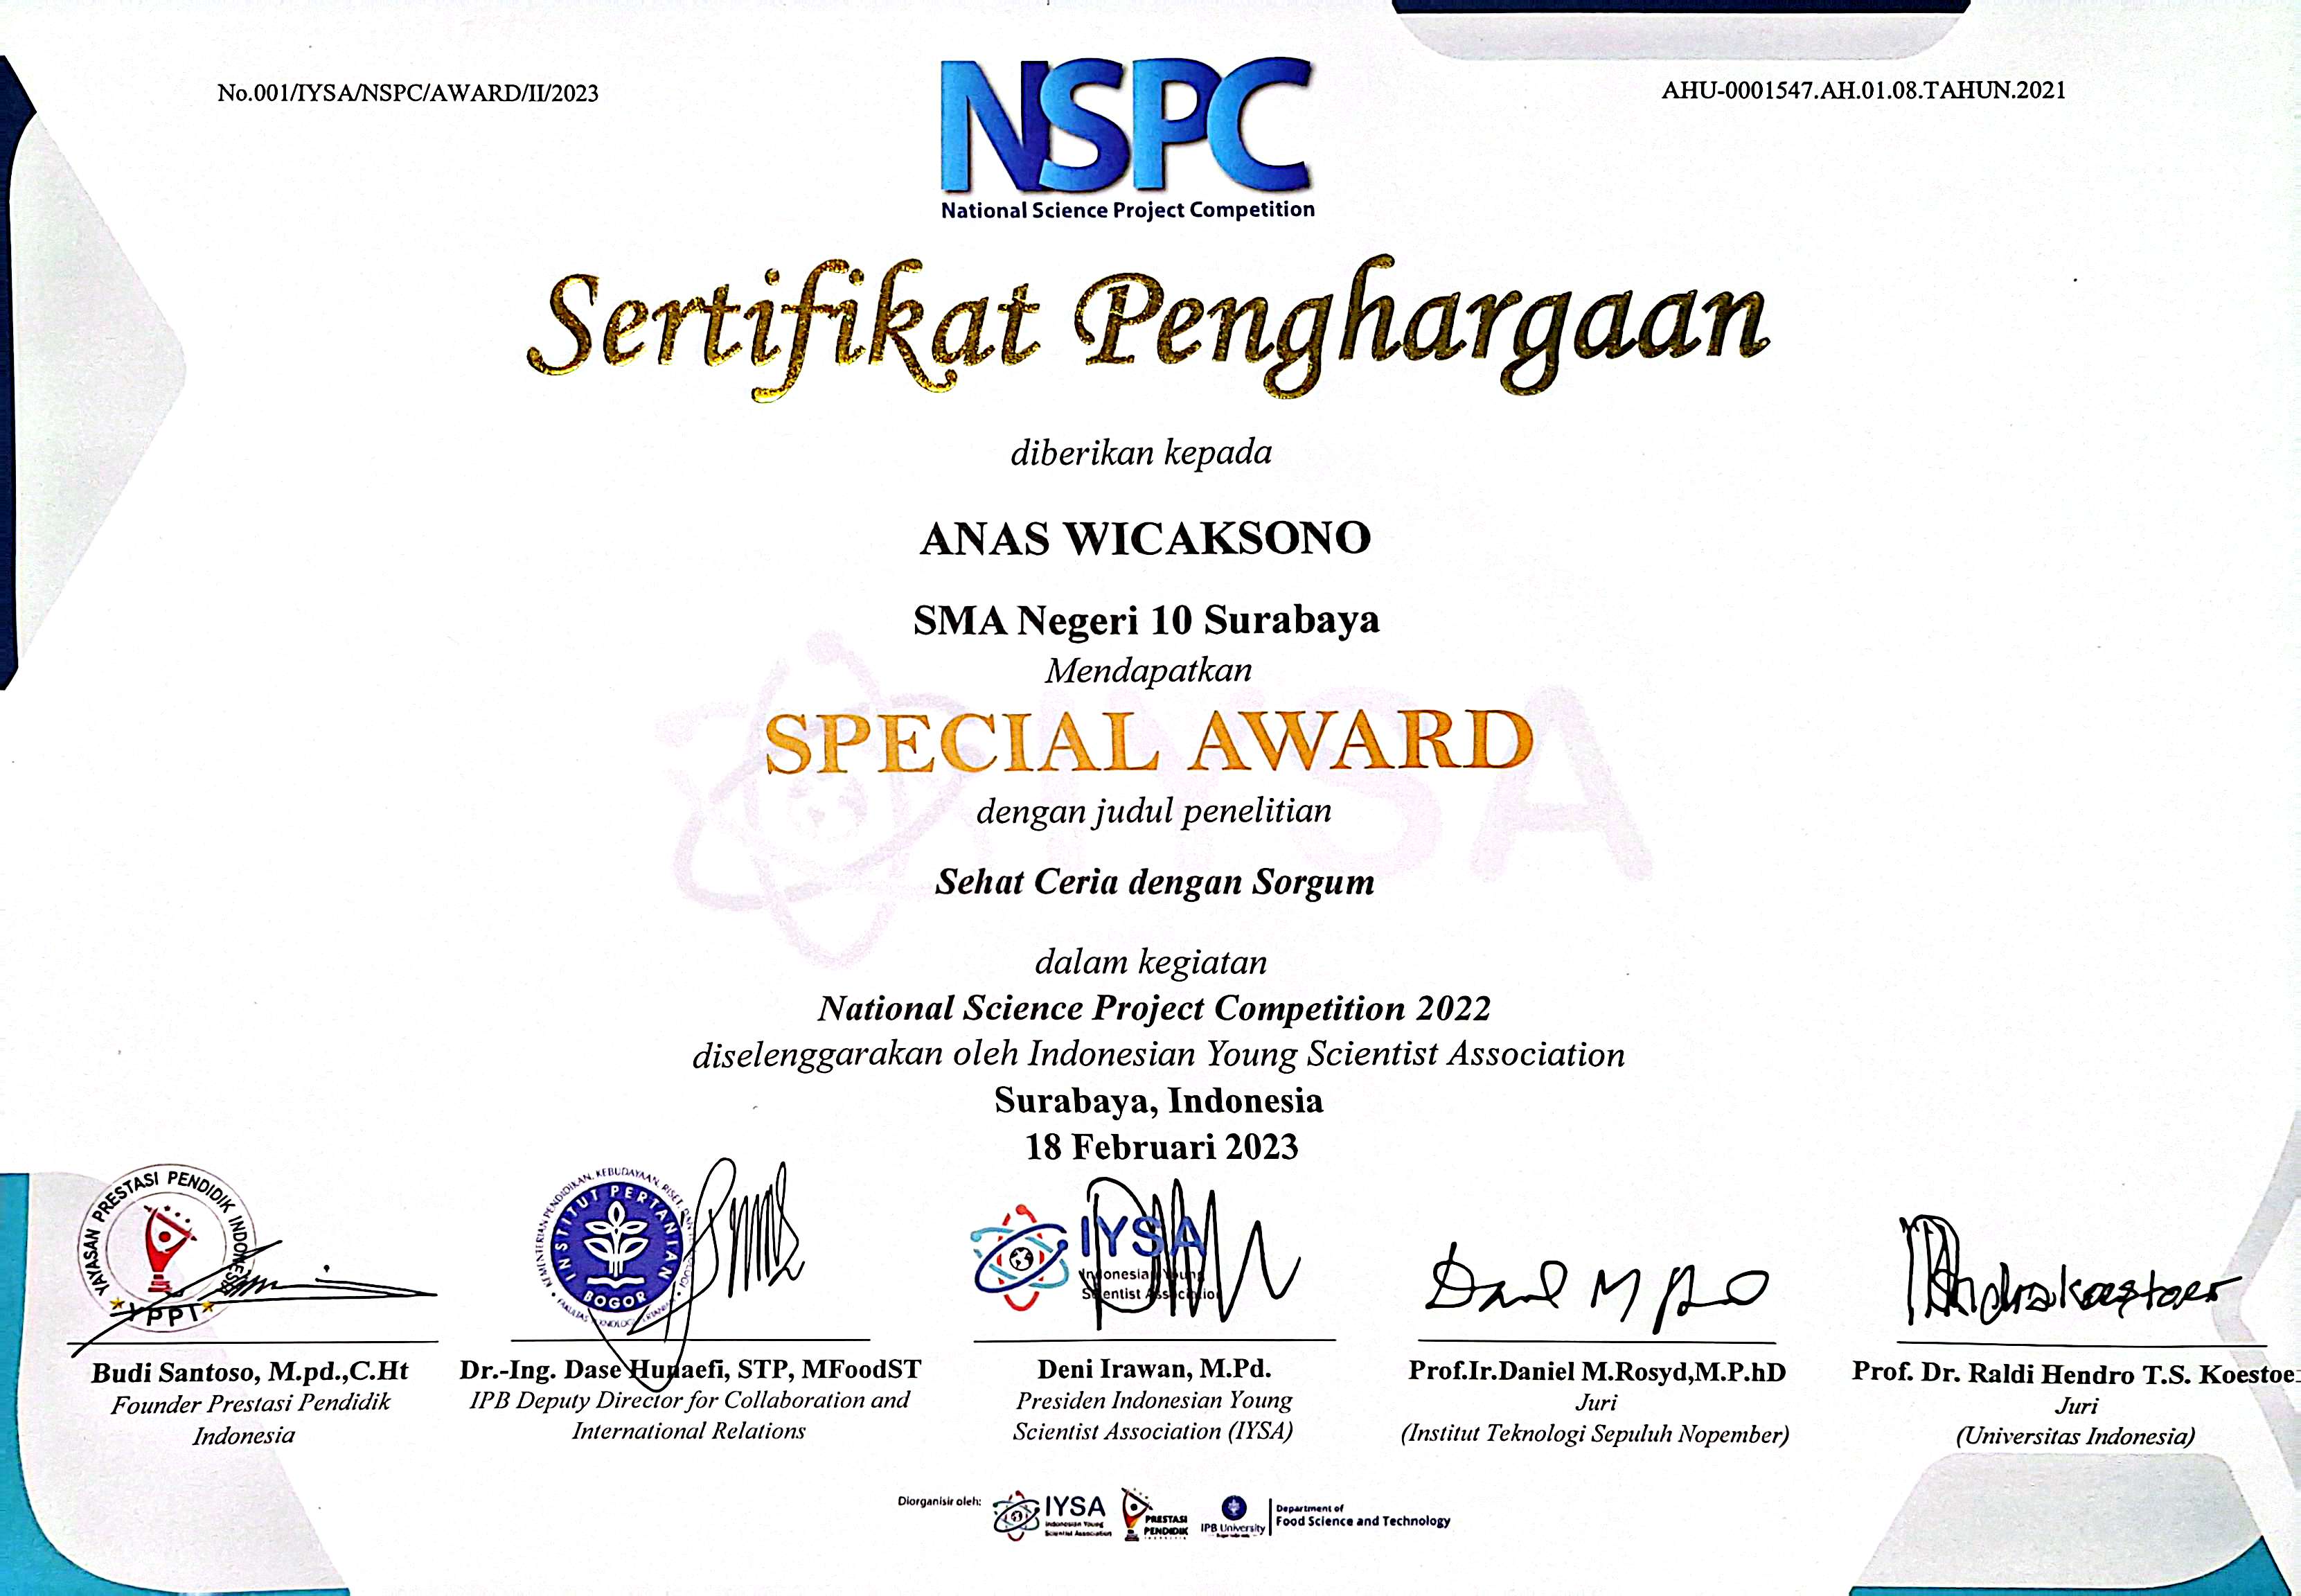 No.001/IYSA/NSPC/AWARD/II/2023
AHU-0001547.AH.01.08.TAHUN.2021
NSPC
National Science Project Competition
Sertifikat Penghargaan
diberikan kepada
ANAS WICAKSONO
SMA Negeri 10 Surabaya
Mendapatkan
SPECIAL AWARD
dengan judul penelitian
Sehat Ceria dengan Sorgum
dalam kegiatan
National Science Project Competition 2022
diselenggarakan oleh Indonesian Young Scientist Association
Surabaya, Indonesia
18 Februari 2023
YAYASAN PRESTASI PENDIDIK INDONESIA
YPPI
KEMENTERIAN PENDIDIKAN, KEBUDAYAAN, RISET, DAN
INSTITUT PERTANIAN
BOGOR
IYSA
Indonesian Young
Scientist Association
Budi Santoso, M.pd.,C.Ht
Founder Prestasi Pendidik
Indonesia
Dr.-Ing. Dase Hunaefi, STP, MFoodST
IPB Deputy Director for Collaboration and
International Relations
Deni Irawan, M.Pd.
Presiden Indonesian Young
Scientist Association (IYSA)
Prof.Ir.Daniel M.Rosyd,M.P.hD
Juri
(Institut Teknologi Sepuluh Nopember)
Prof. Dr. Raldi Hendro T.S. Koestoe
Juri
(Universitas Indonesia)
Diorganisir oleh:
IYSA
Indonesian Young
Scientist Association
PRESTASI
PENDIDIK
IPB University
Department of
Food Science and Technology